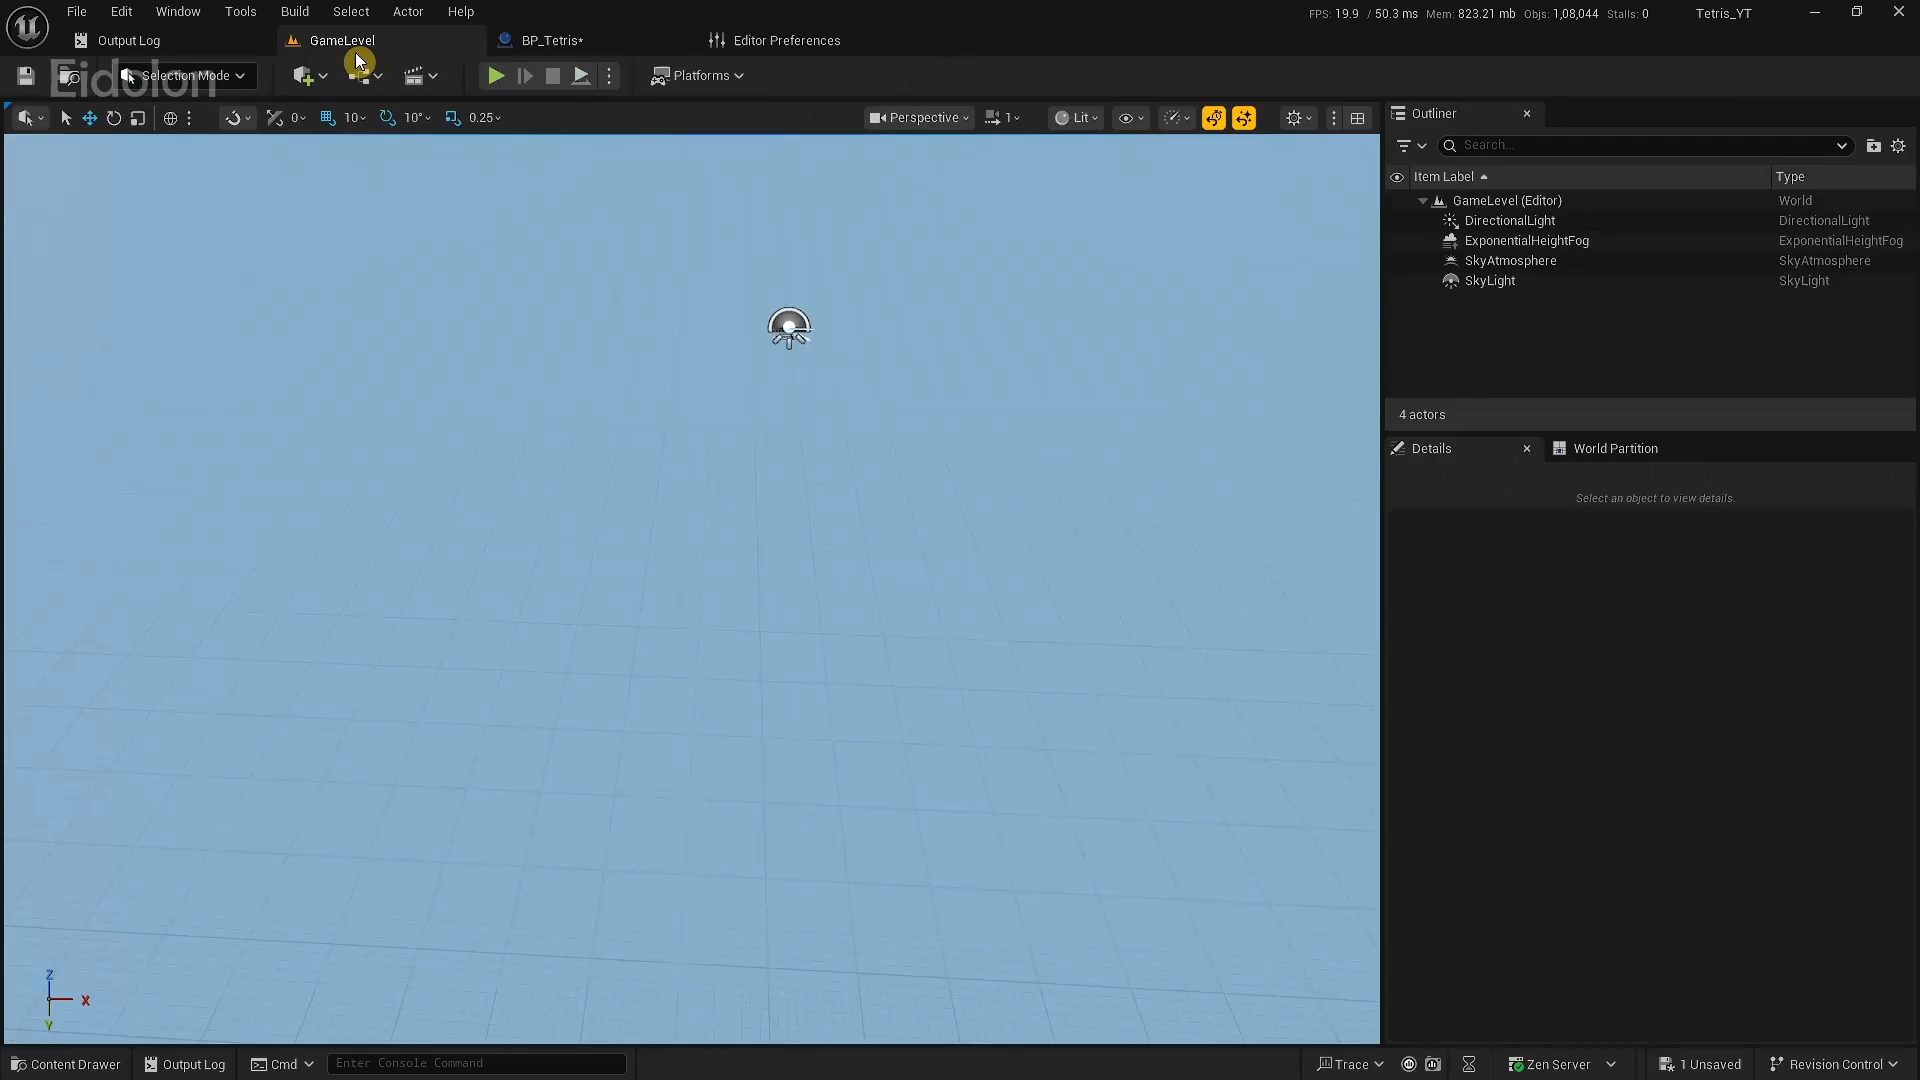 File Edit Window Tools Build Select Actor Help
FPS: 19.9 / 50.3 ms Mem: 823.21 mb Objs: 1,08,044 Stalls: 0 Tetris_YT
Output Log GameLevel BP_Tetris* Editor Preferences
Eidolon
Selection Mode
Platforms
0 10 10° 0.25
Perspective 1 Lit
Outliner
Search...
Item Label Type
GameLevel (Editor) World
DirectionalLight DirectionalLight
ExponentialHeightFog ExponentialHeightFog
SkyAtmosphere SkyAtmosphere
SkyLight SkyLight
4 actors
Details World Partition
Select an object to view details.
Z
X
Y
Content Drawer Output Log Cmd Enter Console Command Trace Zen Server 1 Unsaved Revision Control